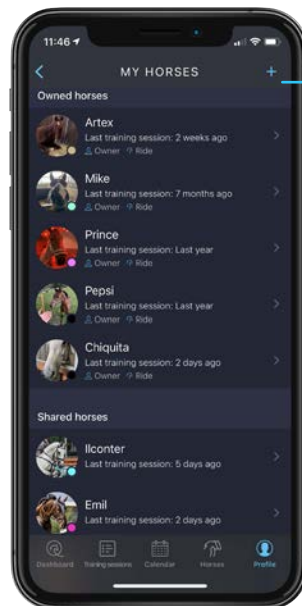 11:46
MY HORSES
+
Owned horses
Artex
Last training session: 2 weeks ago
Owner Ride
Mike
Last training session: 7 months ago
Owner Ride
Prince
Last training session: Last year
Owner Ride
Pepsi
Last training session: Last year
Owner Ride
Chiquita
Last training session: 2 days ago
Owner Ride
Shared horses
Ilconter
Last training session: 5 days ago
Emil
Last training session: 2 days ago
Dashboard Training sessions Calendar Horses Profile